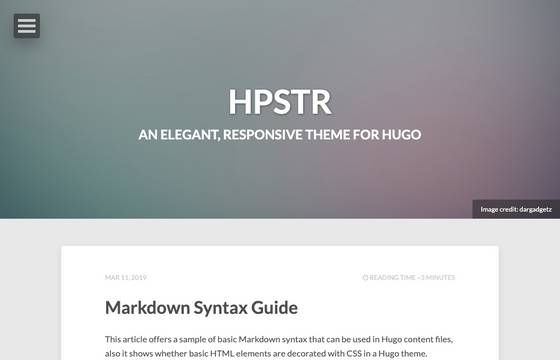 HPSTR
AN ELEGANT, RESPONSIVE THEME FOR HUGO
Image credit: dargadgetz
MAR 11, 2019
READING TIME ~3 MINUTES
Markdown Syntax Guide
This article offers a sample of basic Markdown syntax that can be used in Hugo content files,
also it shows whether basic HTML elements are decorated with CSS in a Hugo theme.